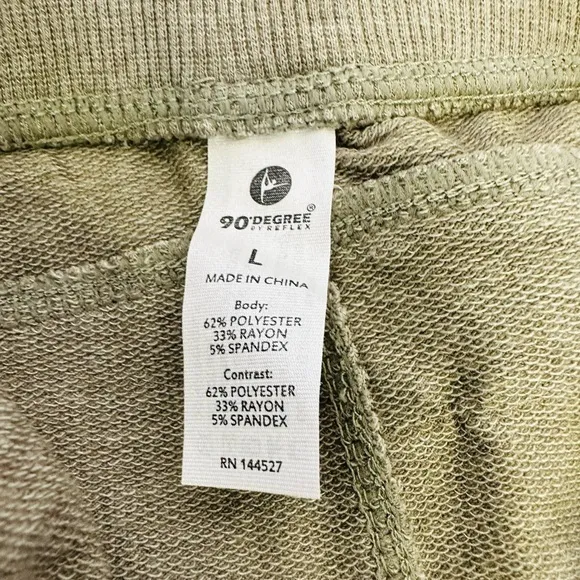 90°DEGREE®
BY REFLEX
L
MADE IN CHINA
Body:
62% POLYESTER
33% RAYON
5% SPANDEX
Contrast:
62% POLYESTER
33% RAYON
5% SPANDEX
RN 144527